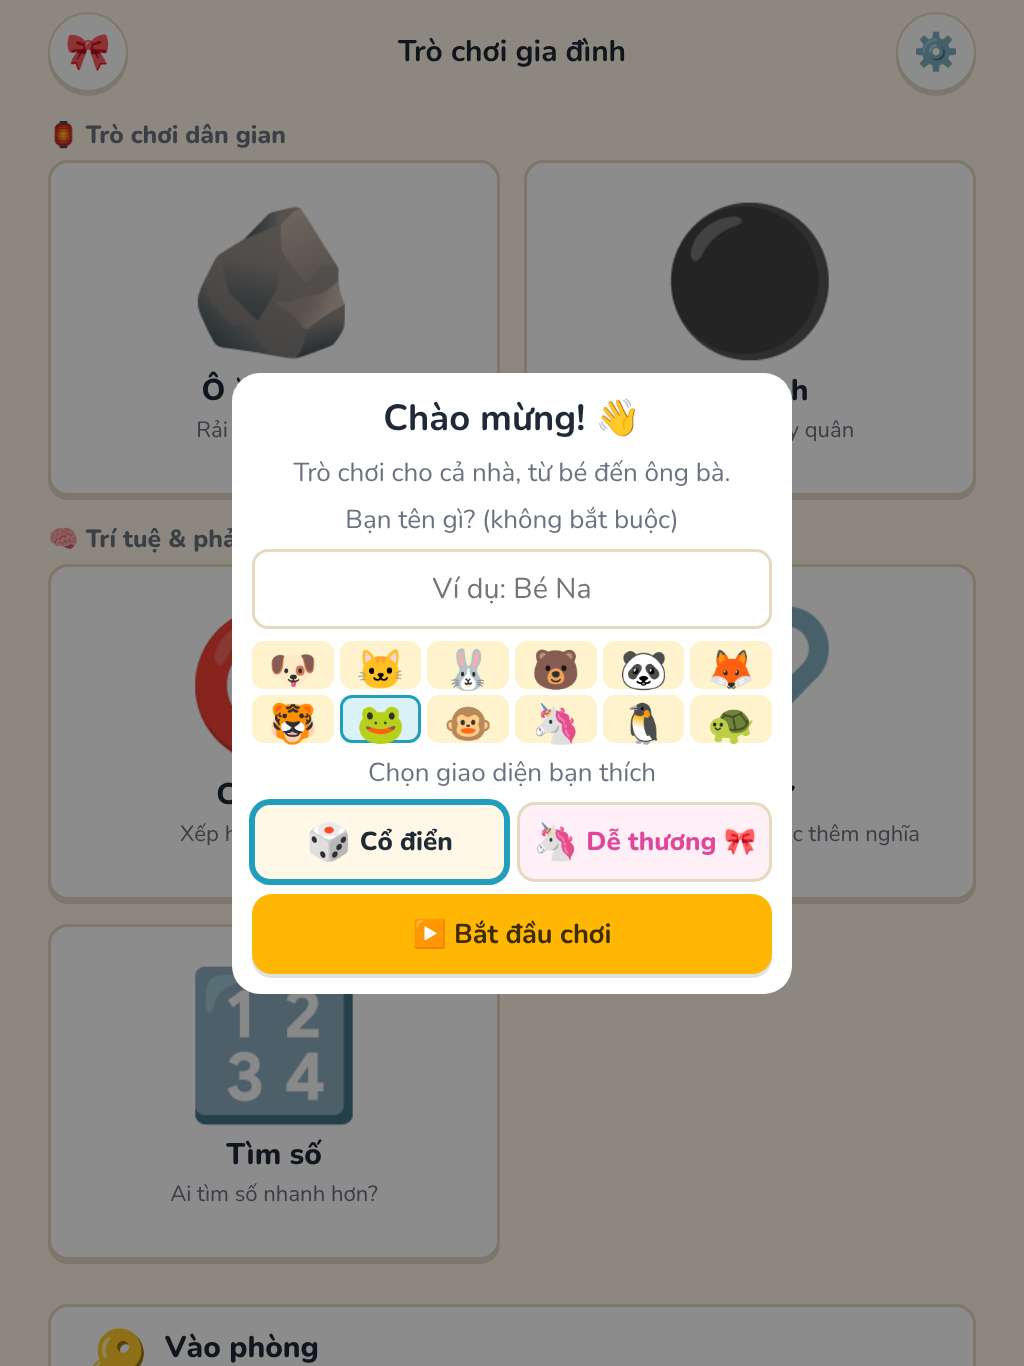 Trò chơi gia đình
Trò chơi dân gian
Ô
Rải
quân
Chào mừng!
Trò chơi cho cả nhà, từ bé đến ông bà.
Bạn tên gì? (không bắt buộc)
Ví dụ: Bé Na
Trí tuệ &
Xếp
thêm nghĩa
Chọn giao diện bạn thích
Cổ điển
Dễ thương
Bắt đầu chơi
1 2
3 4
Tìm số
Ai tìm số nhanh hơn?
Vào phòng